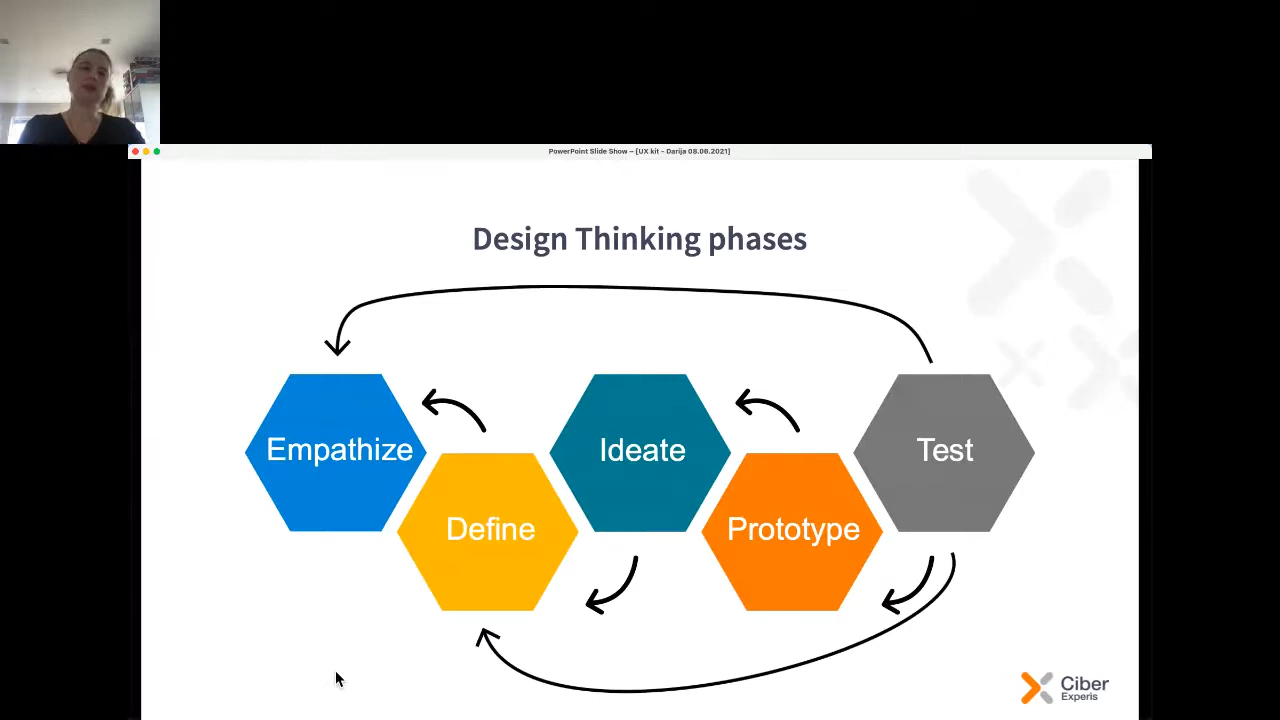 PowerPoint Slide Show – [UX kit - Darija 08.06.2021]
Design Thinking phases
Empathize
Define
Ideate
Prototype
Test
Ciber
Experis